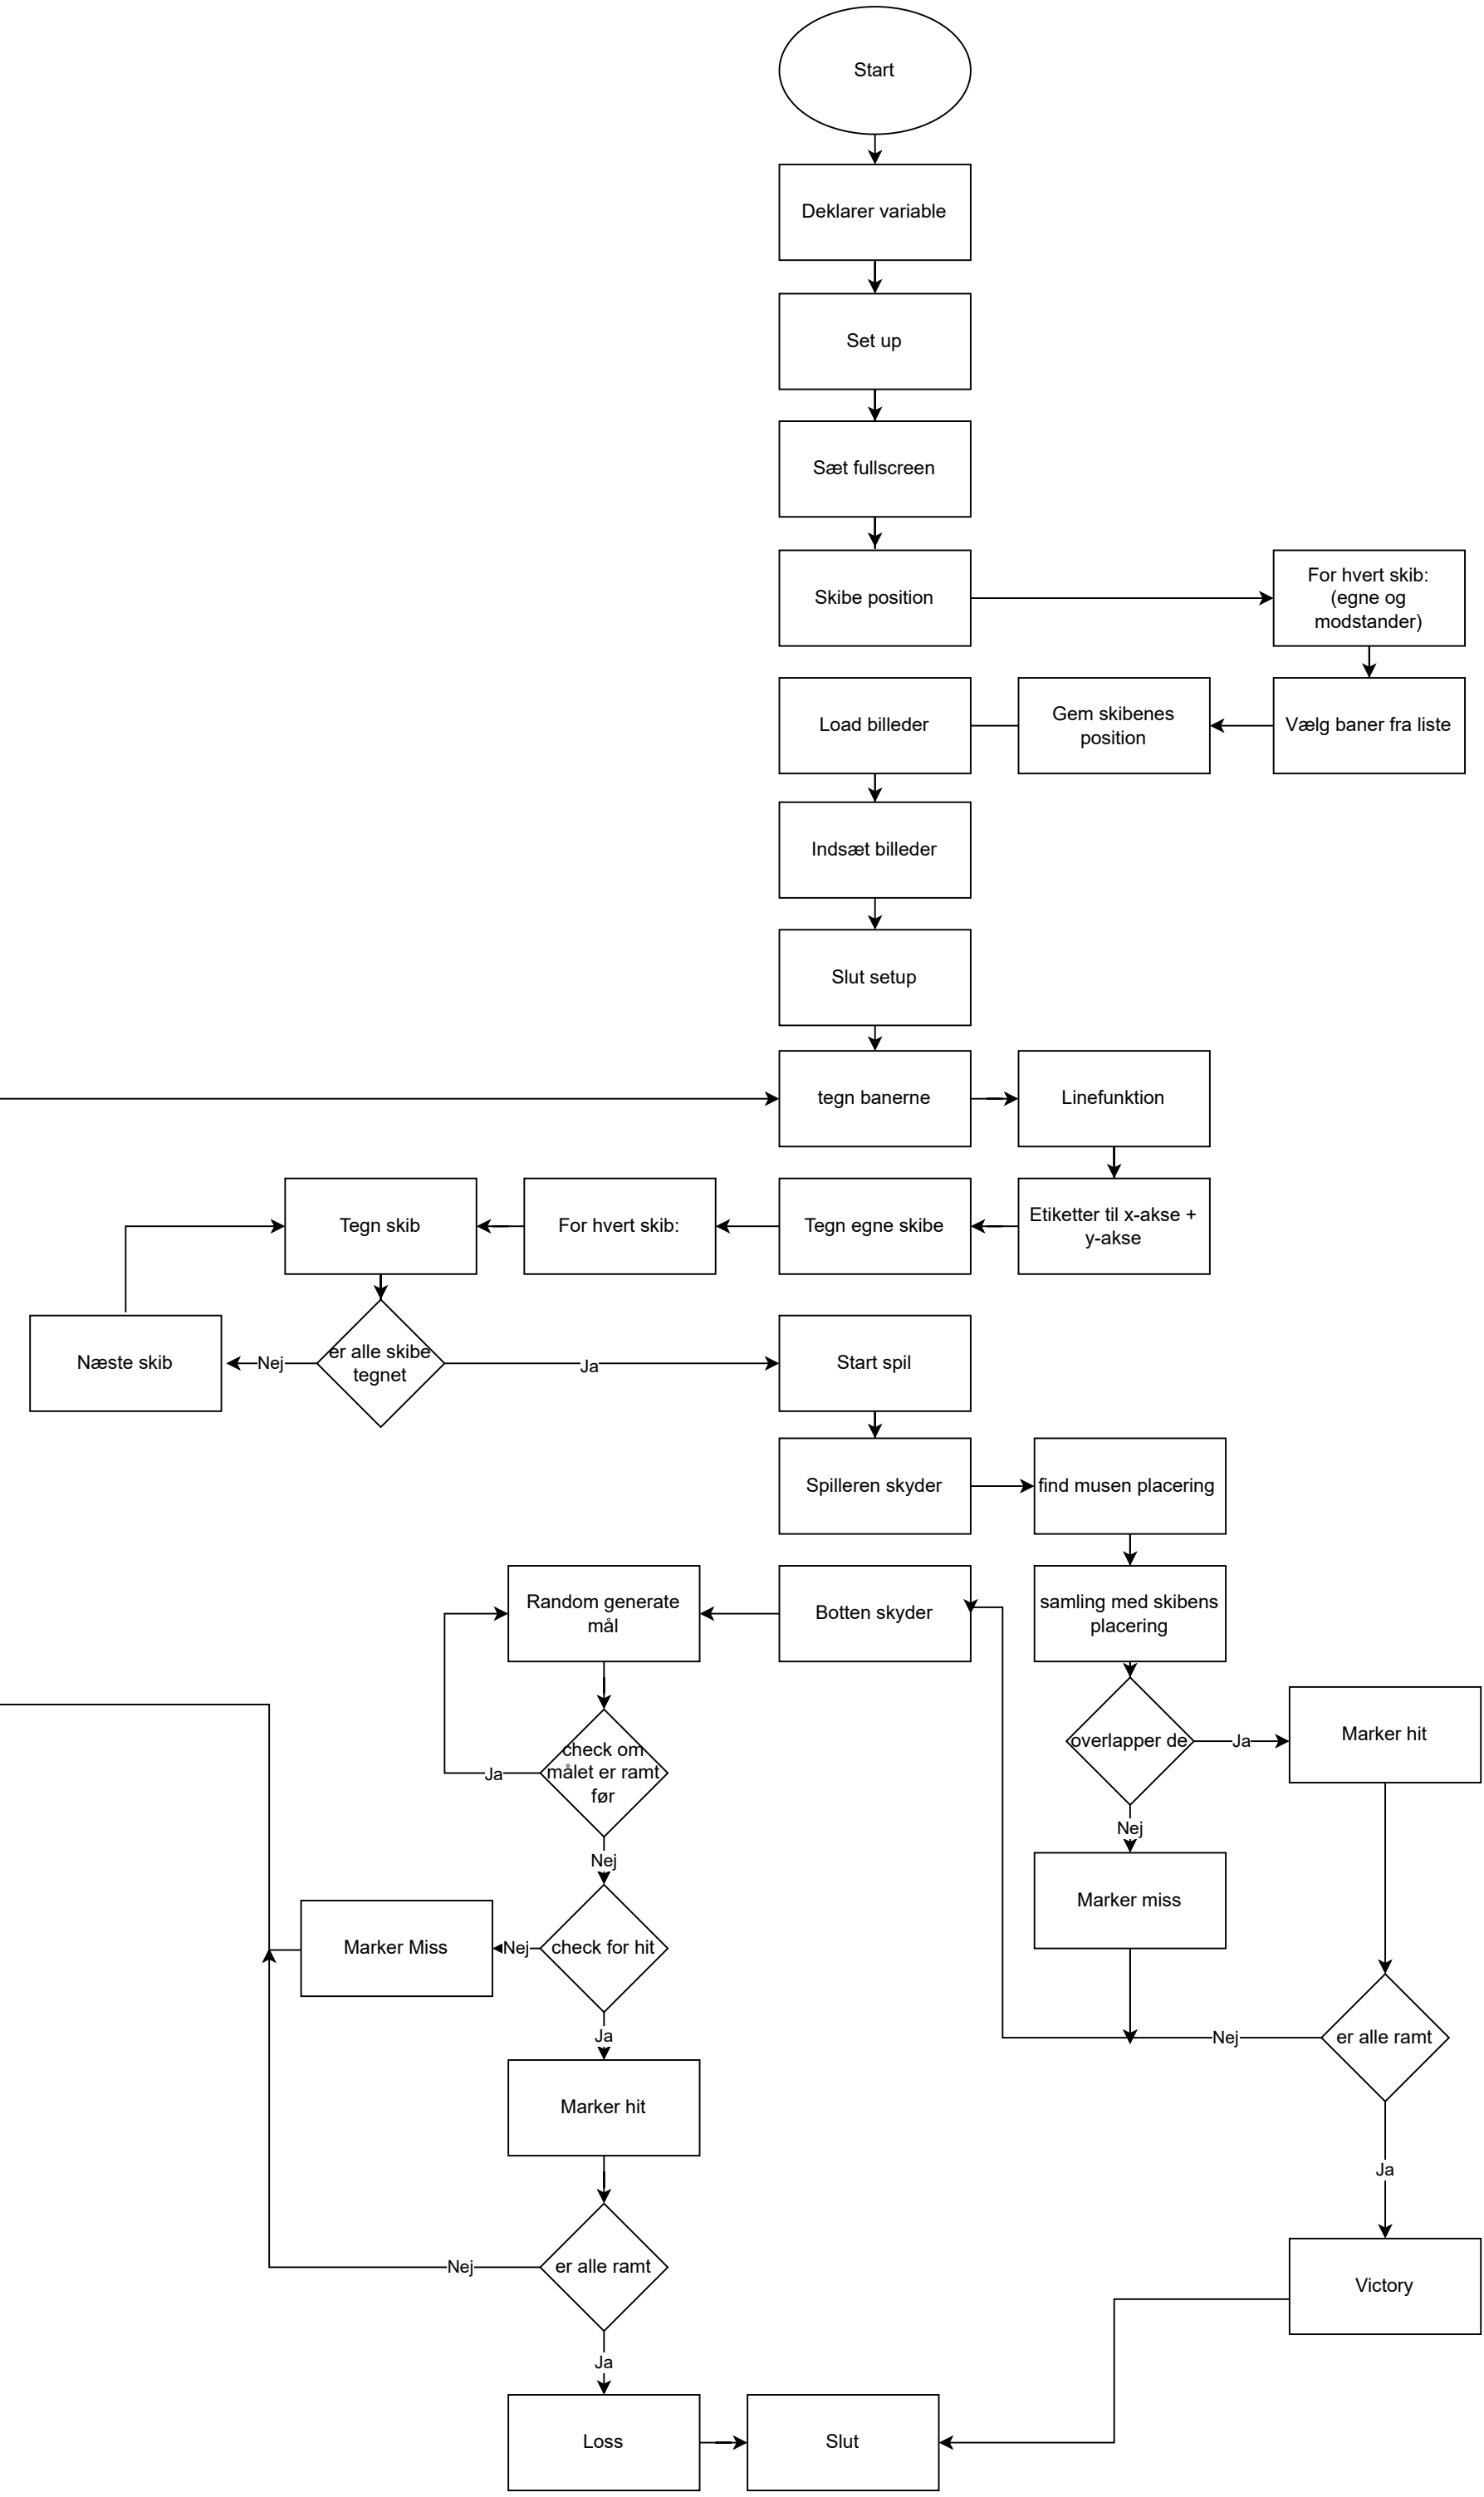 Start
Deklarer variable
Set up
Sæt fullscreen
Skibe position
For hvert skib:
(egne og
modstander)
Load billeder
Gem skibenes
position
Vælg baner fra liste
Indsæt billeder
Slut setup
tegn banerne
Linefunktion
Tegn skib
For hvert skib:
Tegn egne skibe
Etiketter til x-akse +
y-akse
Næste skib
Nej
er alle skibe
tegnet
Ja
Start spil
Spilleren skyder
find musen placering
Random generate
mål
Botten skyder
samling med skibens
placering
overlapper de
Ja
Marker hit
check om
målet er ramt
før
Ja
Nej
Nej
Marker miss
Marker Miss
Nej
check for hit
Ja
Nej
er alle ramt
Marker hit
Ja
Nej
er alle ramt
Victory
Ja
Loss
Slut